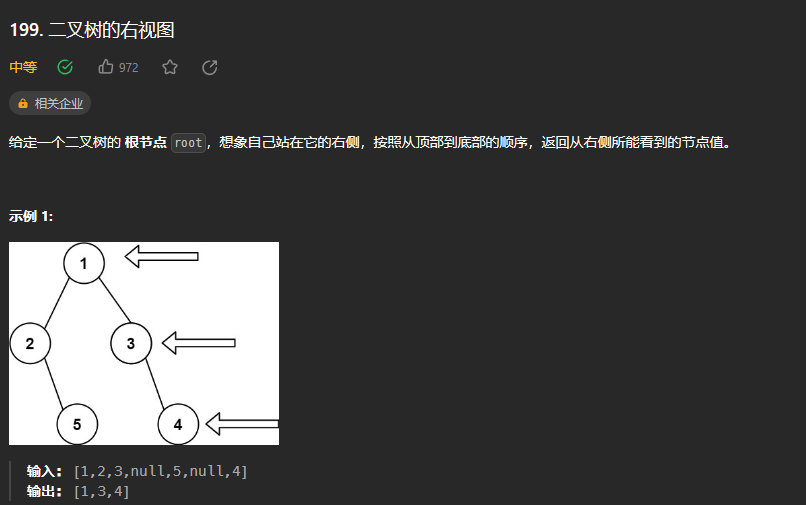 199. 二叉树的右视图
中等 972
相关企业
给定一个二叉树的 根节点 root，想象自己站在它的右侧，按照从顶部到底部的顺序，返回从右侧所能看到的节点值。
示例 1:
1
2 3
5 4
输入: [1,2,3,null,5,null,4]
输出: [1,3,4]